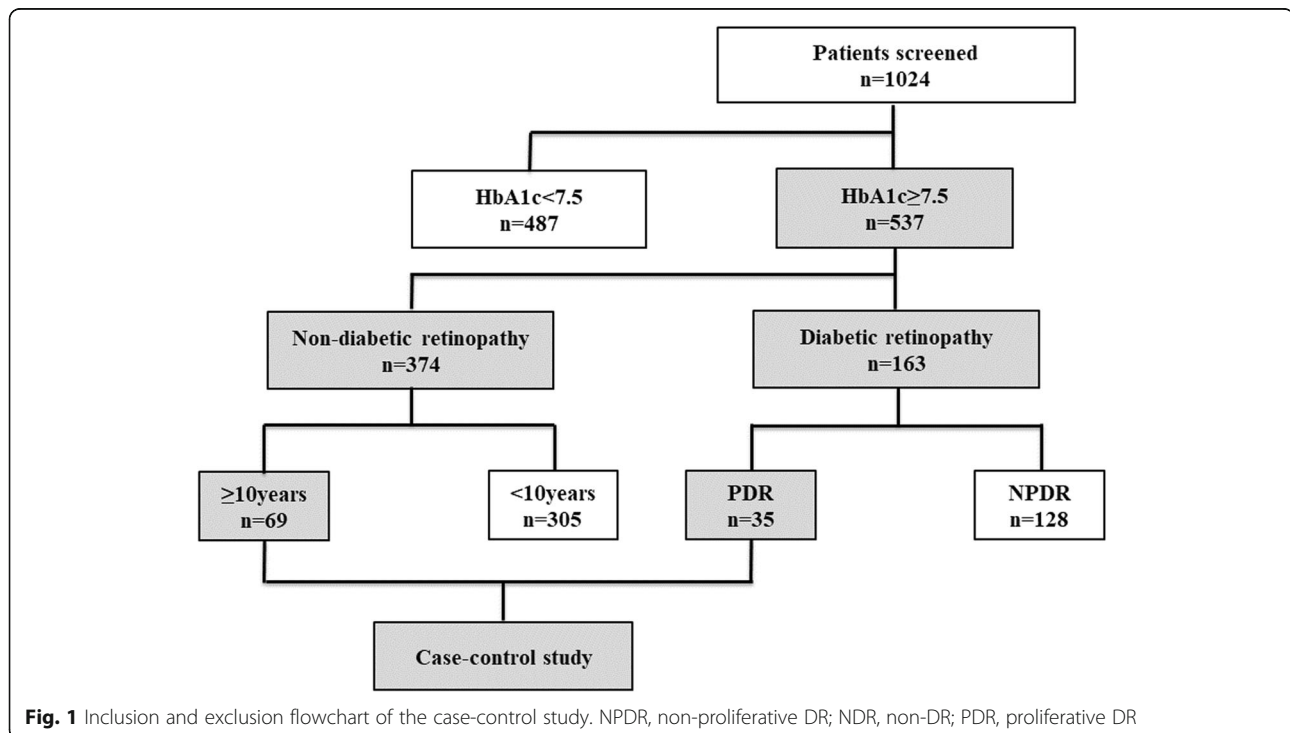 Patients screened
n=1024
HbA1c<7.5
n=487
HbA1c≥7.5
n=537
Non-diabetic retinopathy
n=374
Diabetic retinopathy
n=163
≥10years
n=69
<10years
n=305
PDR
n=35
NPDR
n=128
Case-control study
Fig. 1 Inclusion and exclusion flowchart of the case-control study. NPDR, non-proliferative DR; NDR, non-DR; PDR, proliferative DR